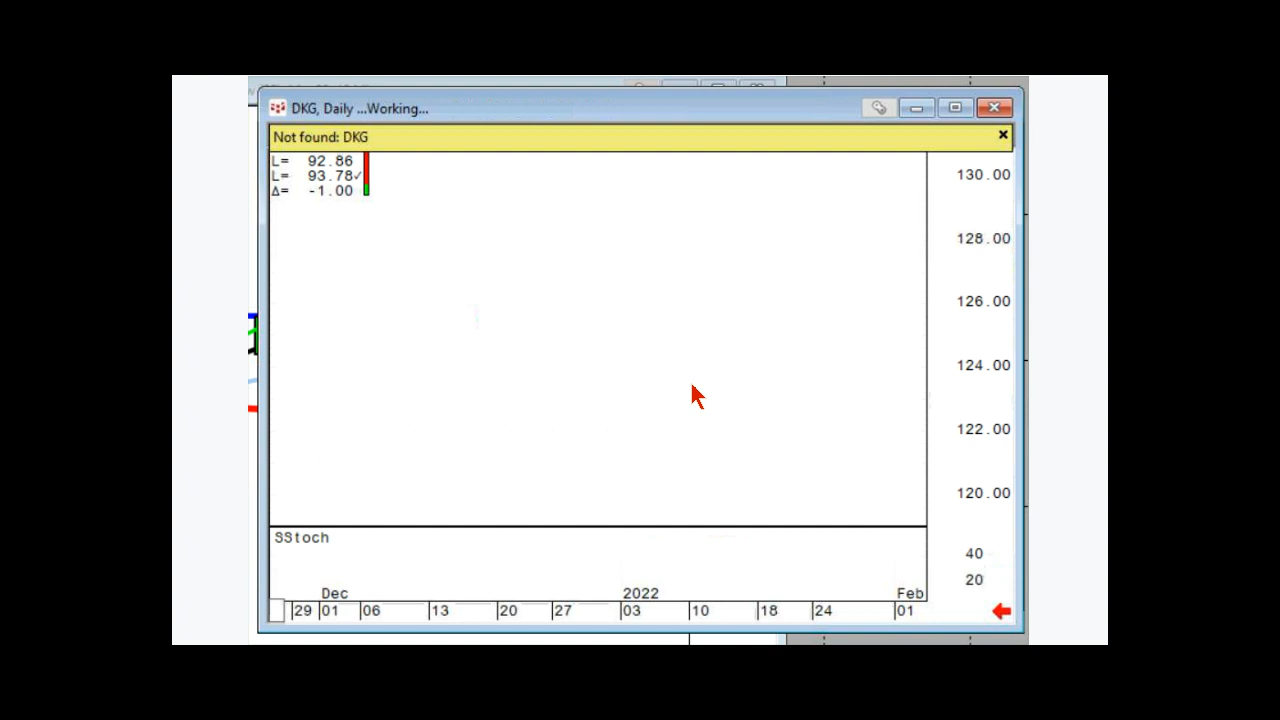 DKG, Daily ...Working...
Not found: DKG
L= 92.86
L= 93.78✓
Δ= -1.00
130.00
128.00
126.00
124.00
122.00
120.00
SStoch
40
20
Dec 2022 Feb
29 01 06 13 20 27 03 10 18 24 01